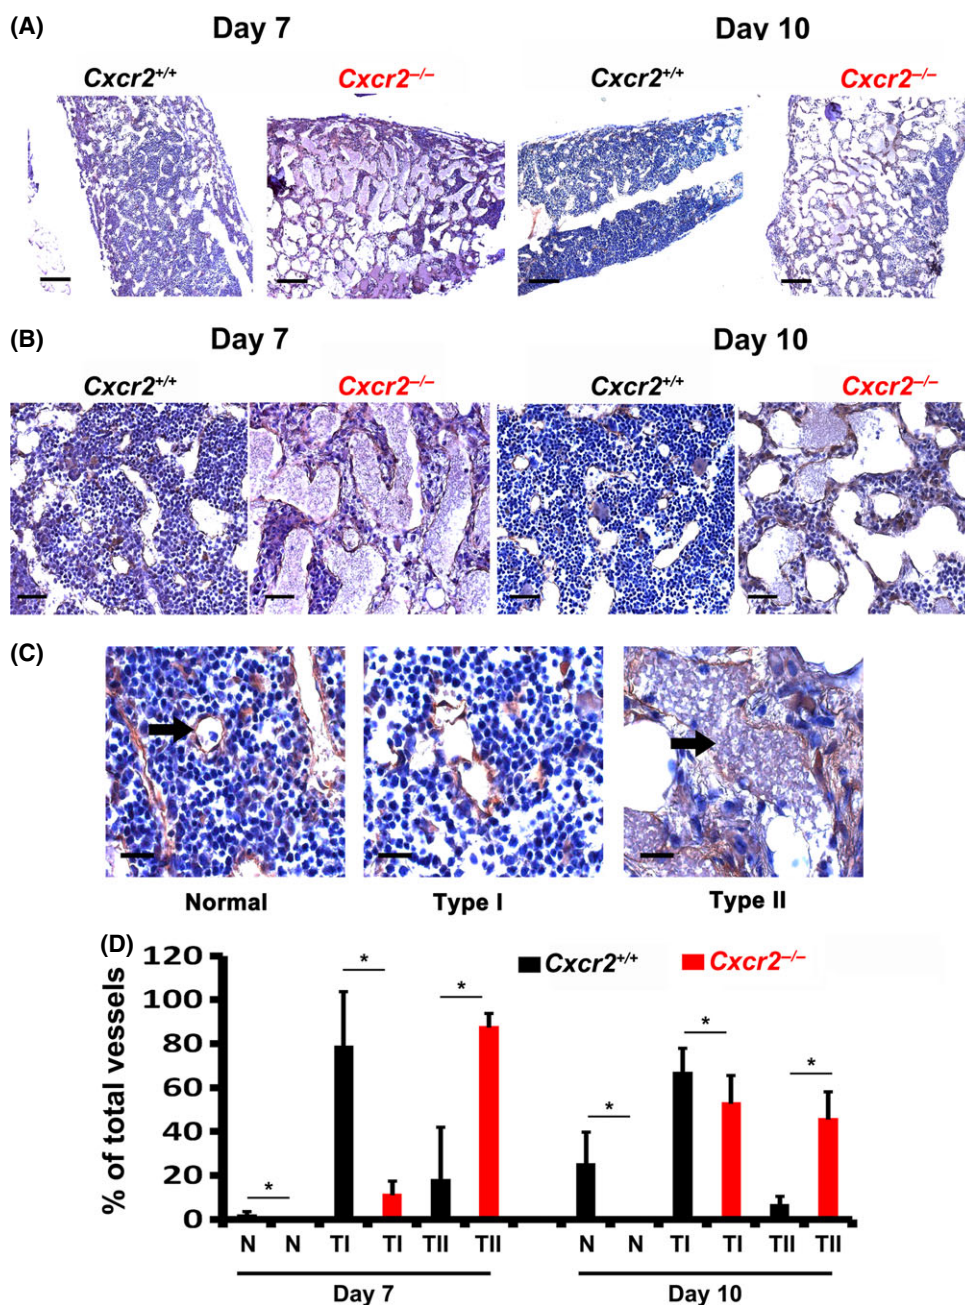 (A) Day 7 Day 10
Cxcr2+/+ Cxcr2−/− Cxcr2+/+ Cxcr2−/−
(B) Day 7 Day 10
Cxcr2+/+ Cxcr2−/− Cxcr2+/+ Cxcr2−/−
(C)
Normal Type I Type II
(D)
Cxcr2+/+ Cxcr2−/−
% of total vessels
120
100
80
60
40
20
0
* * * * * *
N N TI TI TII TII N N TI TI TII TII
Day 7 Day 10